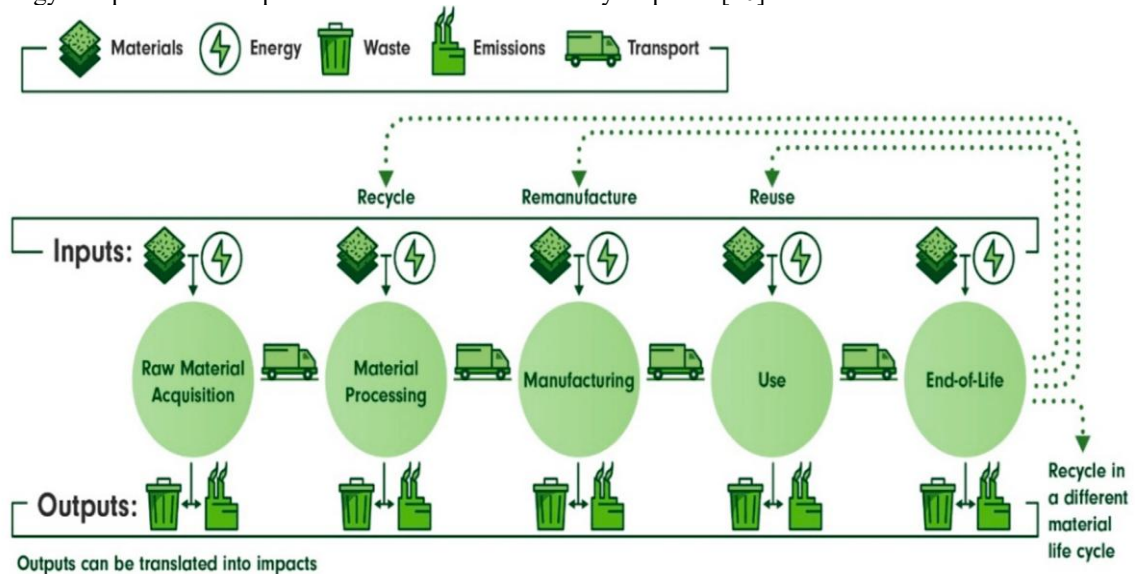 Materials
Energy
Waste
Emissions
Transport
Recycle
Remanufacture
Reuse
Inputs:
Raw Material
Acquisition
Material
Processing
Manufacturing
Use
End-of-Life
Outputs:
Recycle in
a different
material
life cycle
Outputs can be translated into impacts